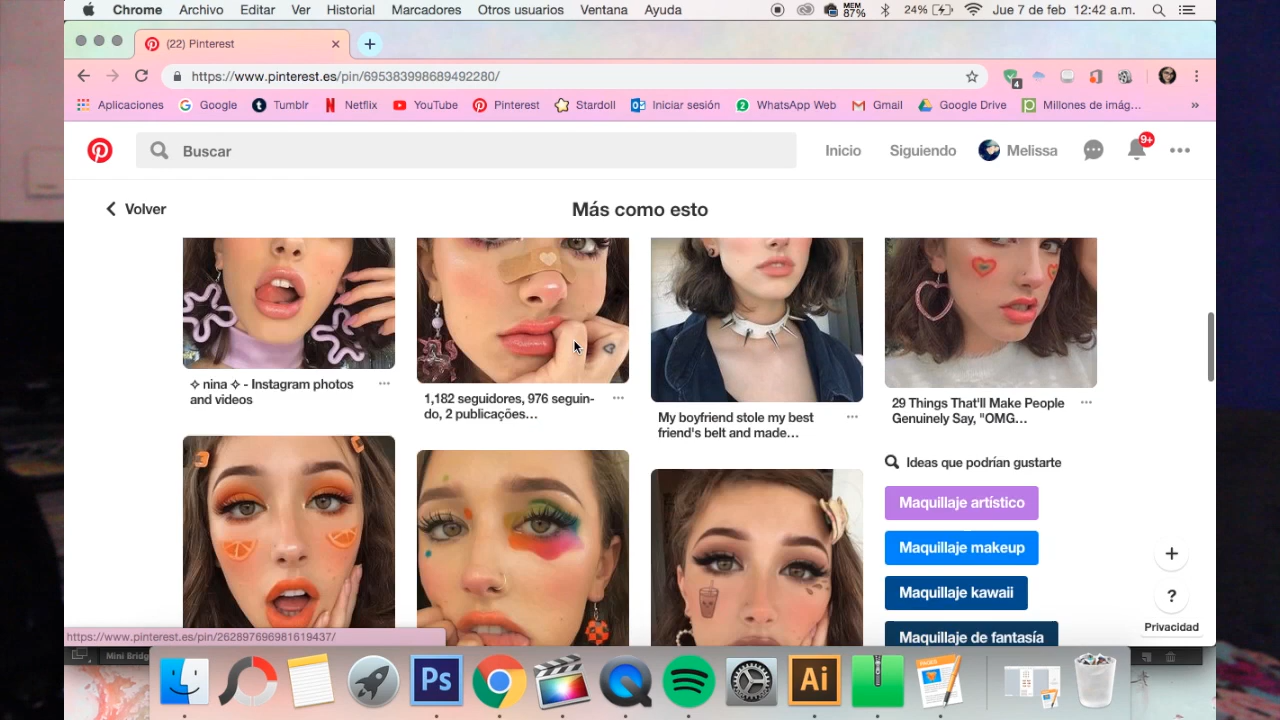 Chrome Archivo Editar Ver Historial Marcadores Otros usuarios Ventana Ayuda MEM 87% 24% Jue 7 de feb 12:42 a.m.
(22) Pinterest
https://www.pinterest.es/pin/695383998689492280/
4
Aplicaciones Google Tumblr Netflix YouTube Pinterest Stardoll Iniciar sesión WhatsApp Web Gmail Google Drive Millones de imág... »
Buscar Inicio Siguiendo Melissa 9+
Volver Más como esto
✧ nina ✧ - Instagram photos
and videos
1,182 seguidores, 976 seguin-
do, 2 publicações...
My boyfriend stole my best
friend's belt and made...
29 Things That'll Make People
Genuinely Say, "OMG...
Ideas que podrían gustarte
Maquillaje artístico
Maquillaje makeup
Maquillaje kawaii
Maquillaje de fantasía
+
?
Privacidad
https://www.pinterest.es/pin/262897696981619437/
Mini Bridg
Ps Ai